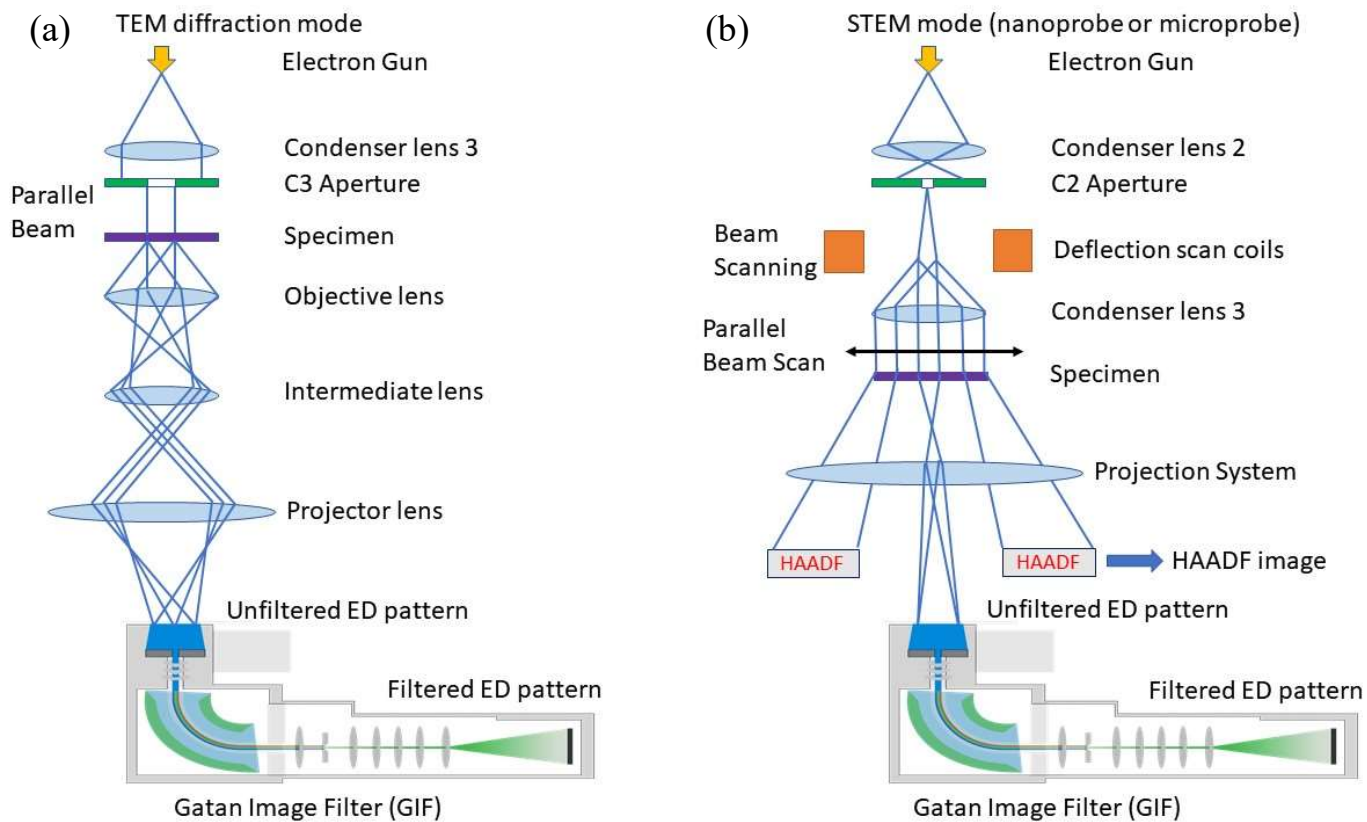 (a)
TEM diffraction mode
Electron Gun
Condenser lens 3
C3 Aperture
Parallel
Beam
Specimen
Objective lens
Intermediate lens
Projector lens
Unfiltered ED pattern
Filtered ED pattern
Gatan Image Filter (GIF)
(b)
STEM mode (nanoprobe or microprobe)
Electron Gun
Condenser lens 2
C2 Aperture
Beam
Scanning
Deflection scan coils
Condenser lens 3
Parallel
Beam Scan
Specimen
Projection System
HAADF
HAADF
HAADF image
Unfiltered ED pattern
Filtered ED pattern
Gatan Image Filter (GIF)